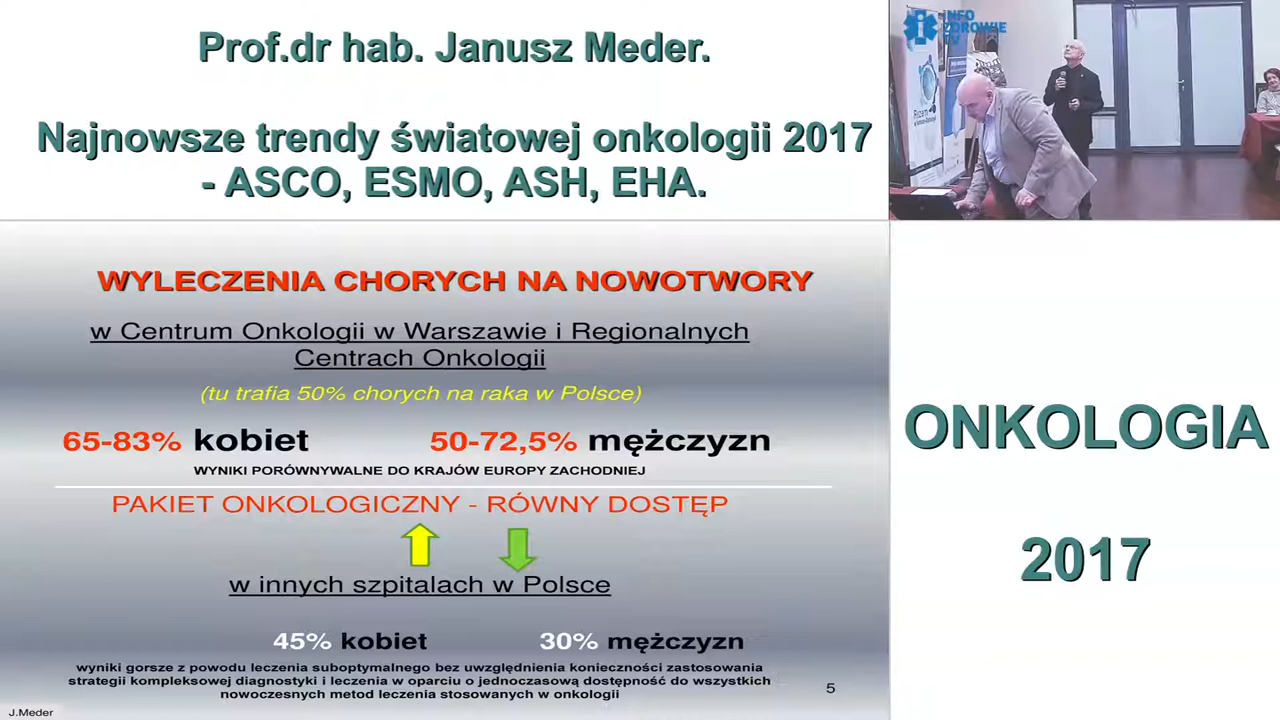 Prof.dr hab. Janusz Meder.
Najnowsze trendy światowej onkologii 2017
- ASCO, ESMO, ASH, EHA.
iNFO
ZDROWIE
TV
WYLECZENIA CHORYCH NA NOWOTWORY
w Centrum Onkologii w Warszawie i Regionalnych
Centrach Onkologii
(tu trafia 50% chorych na raka w Polsce)
65-83% kobiet 50-72,5% mężczyzn
WYNIKI PORÓWNYWALNE DO KRAJÓW EUROPY ZACHODNIEJ
PAKIET ONKOLOGICZNY - RÓWNY DOSTĘP
w innych szpitalach w Polsce
45% kobiet 30% mężczyzn
wyniki gorsze z powodu leczenia suboptymalnego bez uwzględnienia konieczności zastosowania
strategii kompleksowej diagnostyki i leczenia w oparciu o jednoczasową dostępność do wszystkich
nowoczesnych metod leczenia stosowanych w onkologii
5
J.Meder
ONKOLOGIA
2017